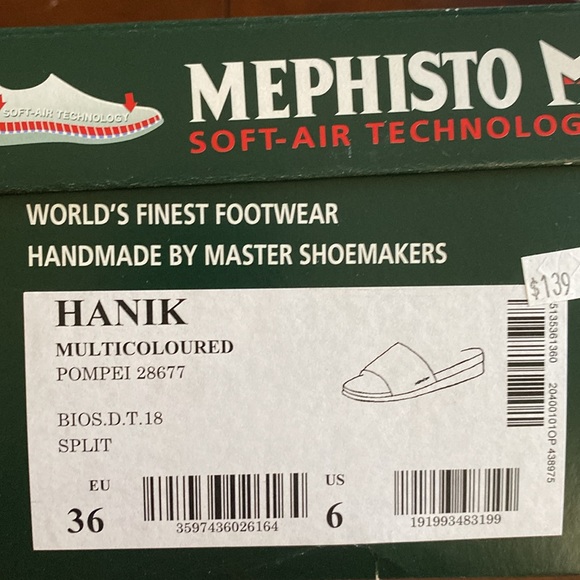 SOFT-AIR TECHNOLOGY
MEPHISTO
SOFT-AIR TECHNOLOG
WORLD'S FINEST FOOTWEAR
HANDMADE BY MASTER SHOEMAKERS
$139
HANIK
MULTICOLOURED
POMPEI 28677
BIOS.D.T.18
SPLIT
EU
36
3597436026164
US
6
191993483199
5135361360
20400101OP 438975